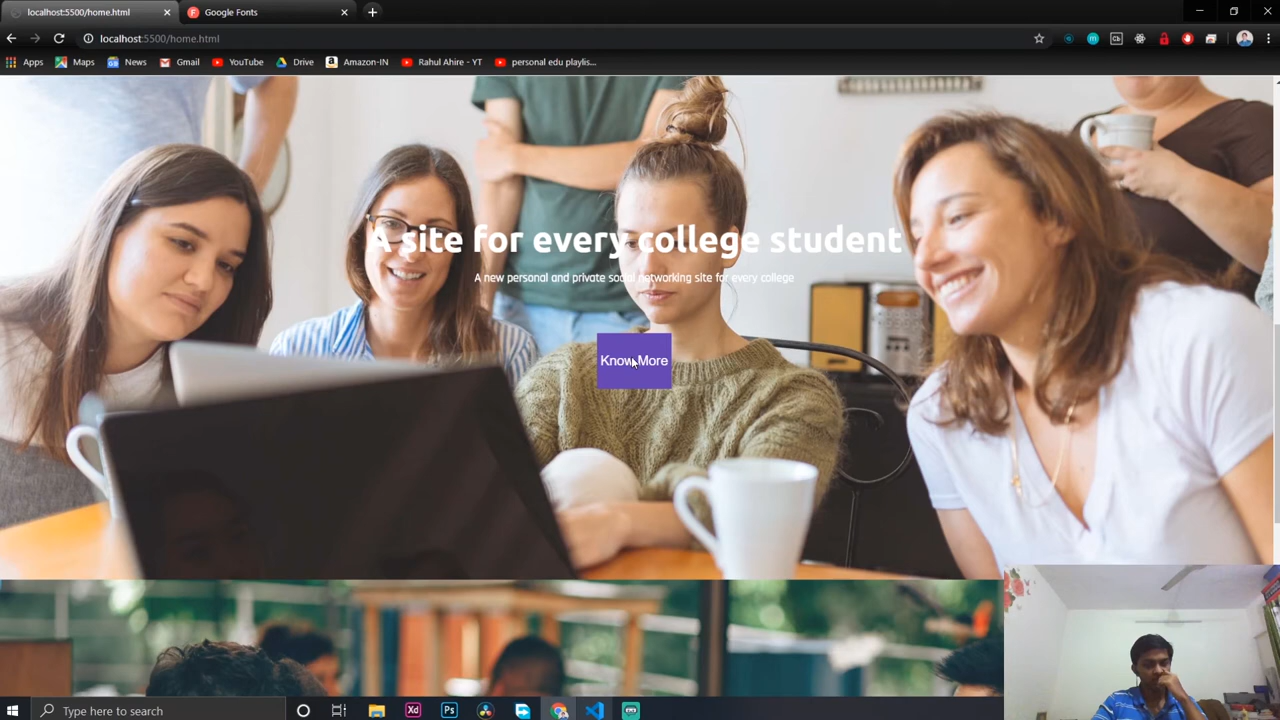 localhost:5500/home.html
Google Fonts
localhost:5500/home.html
Apps
Maps
News
Gmail
YouTube
Drive
Amazon-IN
Rahul Ahire - YT
personal edu playlis...
A site for every college student
A new personal and private social networking site for every college
Know More
Type here to search